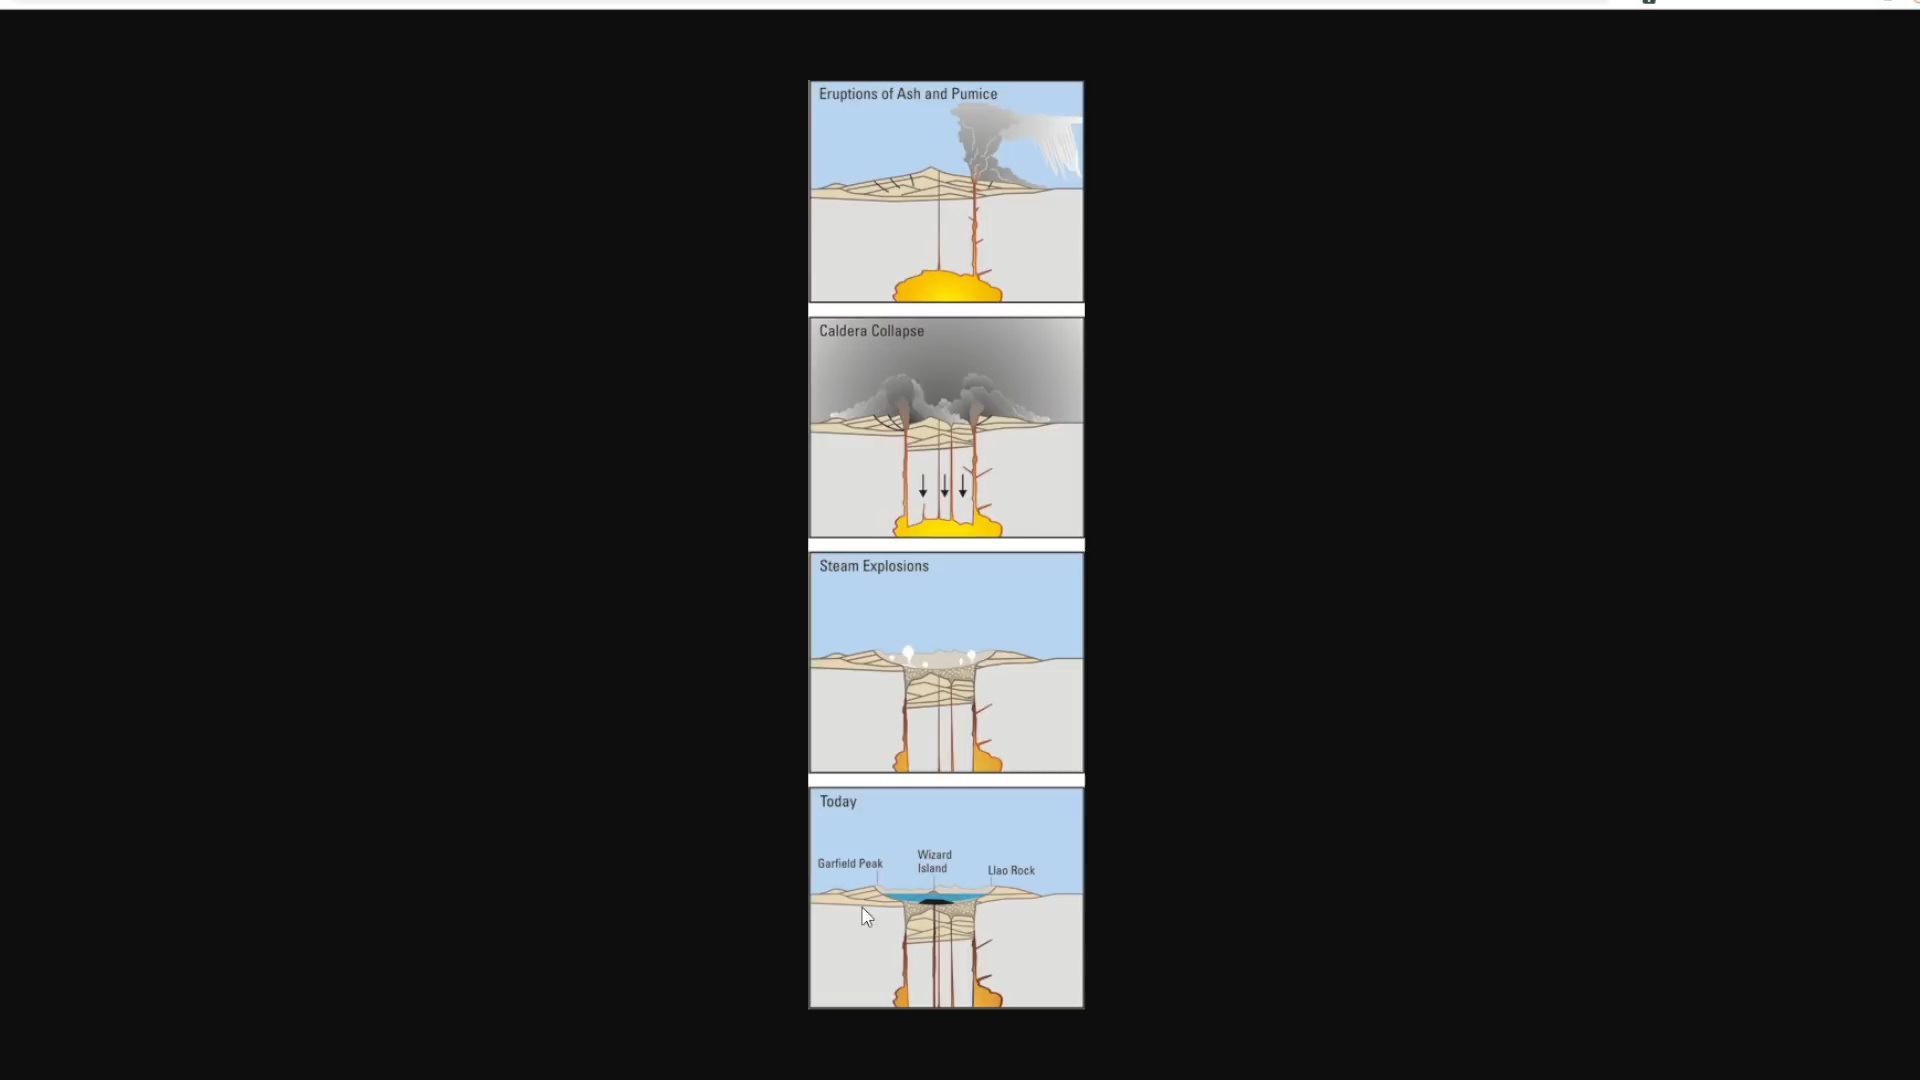 Eruptions of Ash and Pumice
Caldera Collapse
Steam Explosions
Today
Garfield Peak
Wizard
Island
Llao Rock